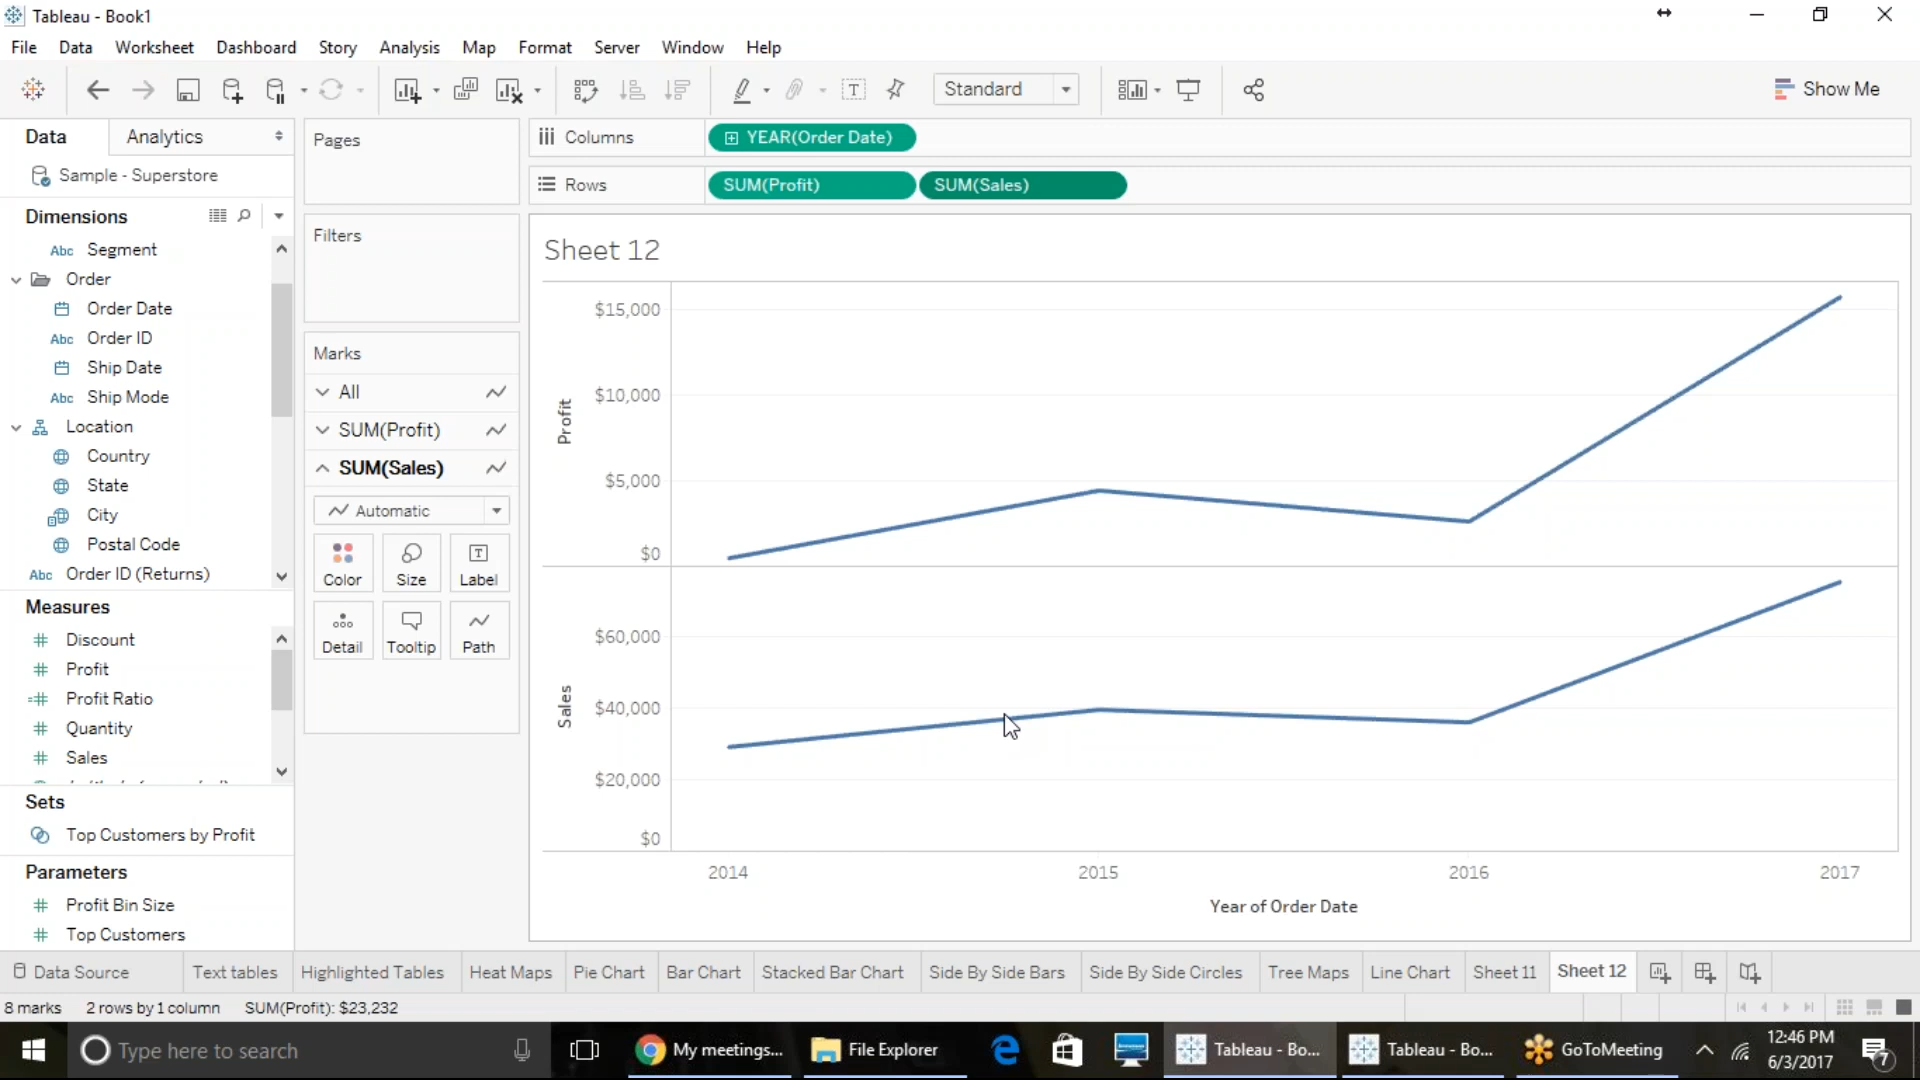 Tableau - Book1
File Data Worksheet Dashboard Story Analysis Map Format Server Window Help
Standard
Show Me
Data
Analytics
Sample - Superstore
Dimensions
Abc Segment
Order
Order Date
Abc Order ID
Ship Date
Abc Ship Mode
Location
Country
State
City
Postal Code
Abc Order ID (Returns)
Measures
Discount
Profit
Profit Ratio
Quantity
Sales
Sets
Top Customers by Profit
Parameters
Profit Bin Size
Top Customers
Pages
Filters
Marks
All
SUM(Profit)
SUM(Sales)
Automatic
Color Size Label
Detail Tooltip Path
Columns YEAR(Order Date)
Rows SUM(Profit) SUM(Sales)
Sheet 12
Profit
$15,000
$10,000
$5,000
$0
Sales
$60,000
$40,000
$20,000
$0
2014 2015 2016 2017
Year of Order Date
Data Source Text tables Highlighted Tables Heat Maps Pie Chart Bar Chart Stacked Bar Chart Side By Side Bars Side By Side Circles Tree Maps Line Chart Sheet 11 Sheet 12
8 marks 2 rows by 1 column SUM(Profit): $23,232
Type here to search
My meetings...
File Explorer
Tableau - Bo...
Tableau - Bo...
GoToMeeting
12:46 PM
6/3/2017
7